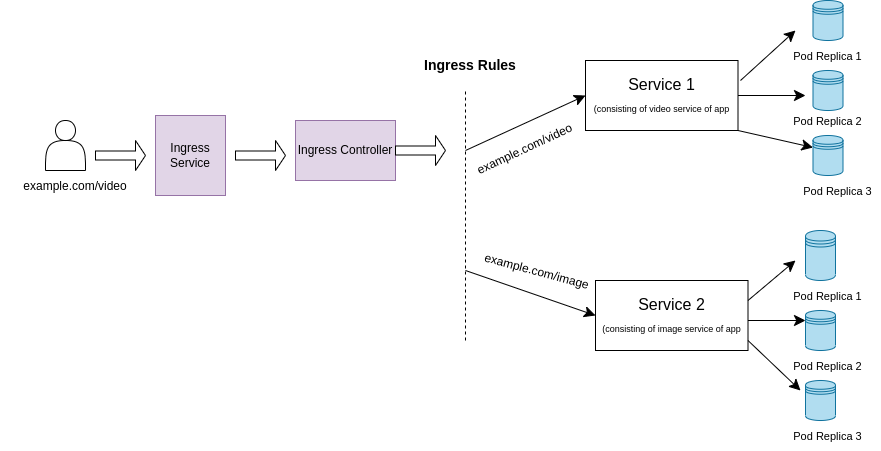 example.com/video
Ingress
Service
Ingress Controller
Ingress Rules
example.com/video
Service 1
(consisting of video service of app
Pod Replica 1
Pod Replica 2
Pod Replica 3
example.com/image
Service 2
(consisting of image service of app
Pod Replica 1
Pod Replica 2
Pod Replica 3